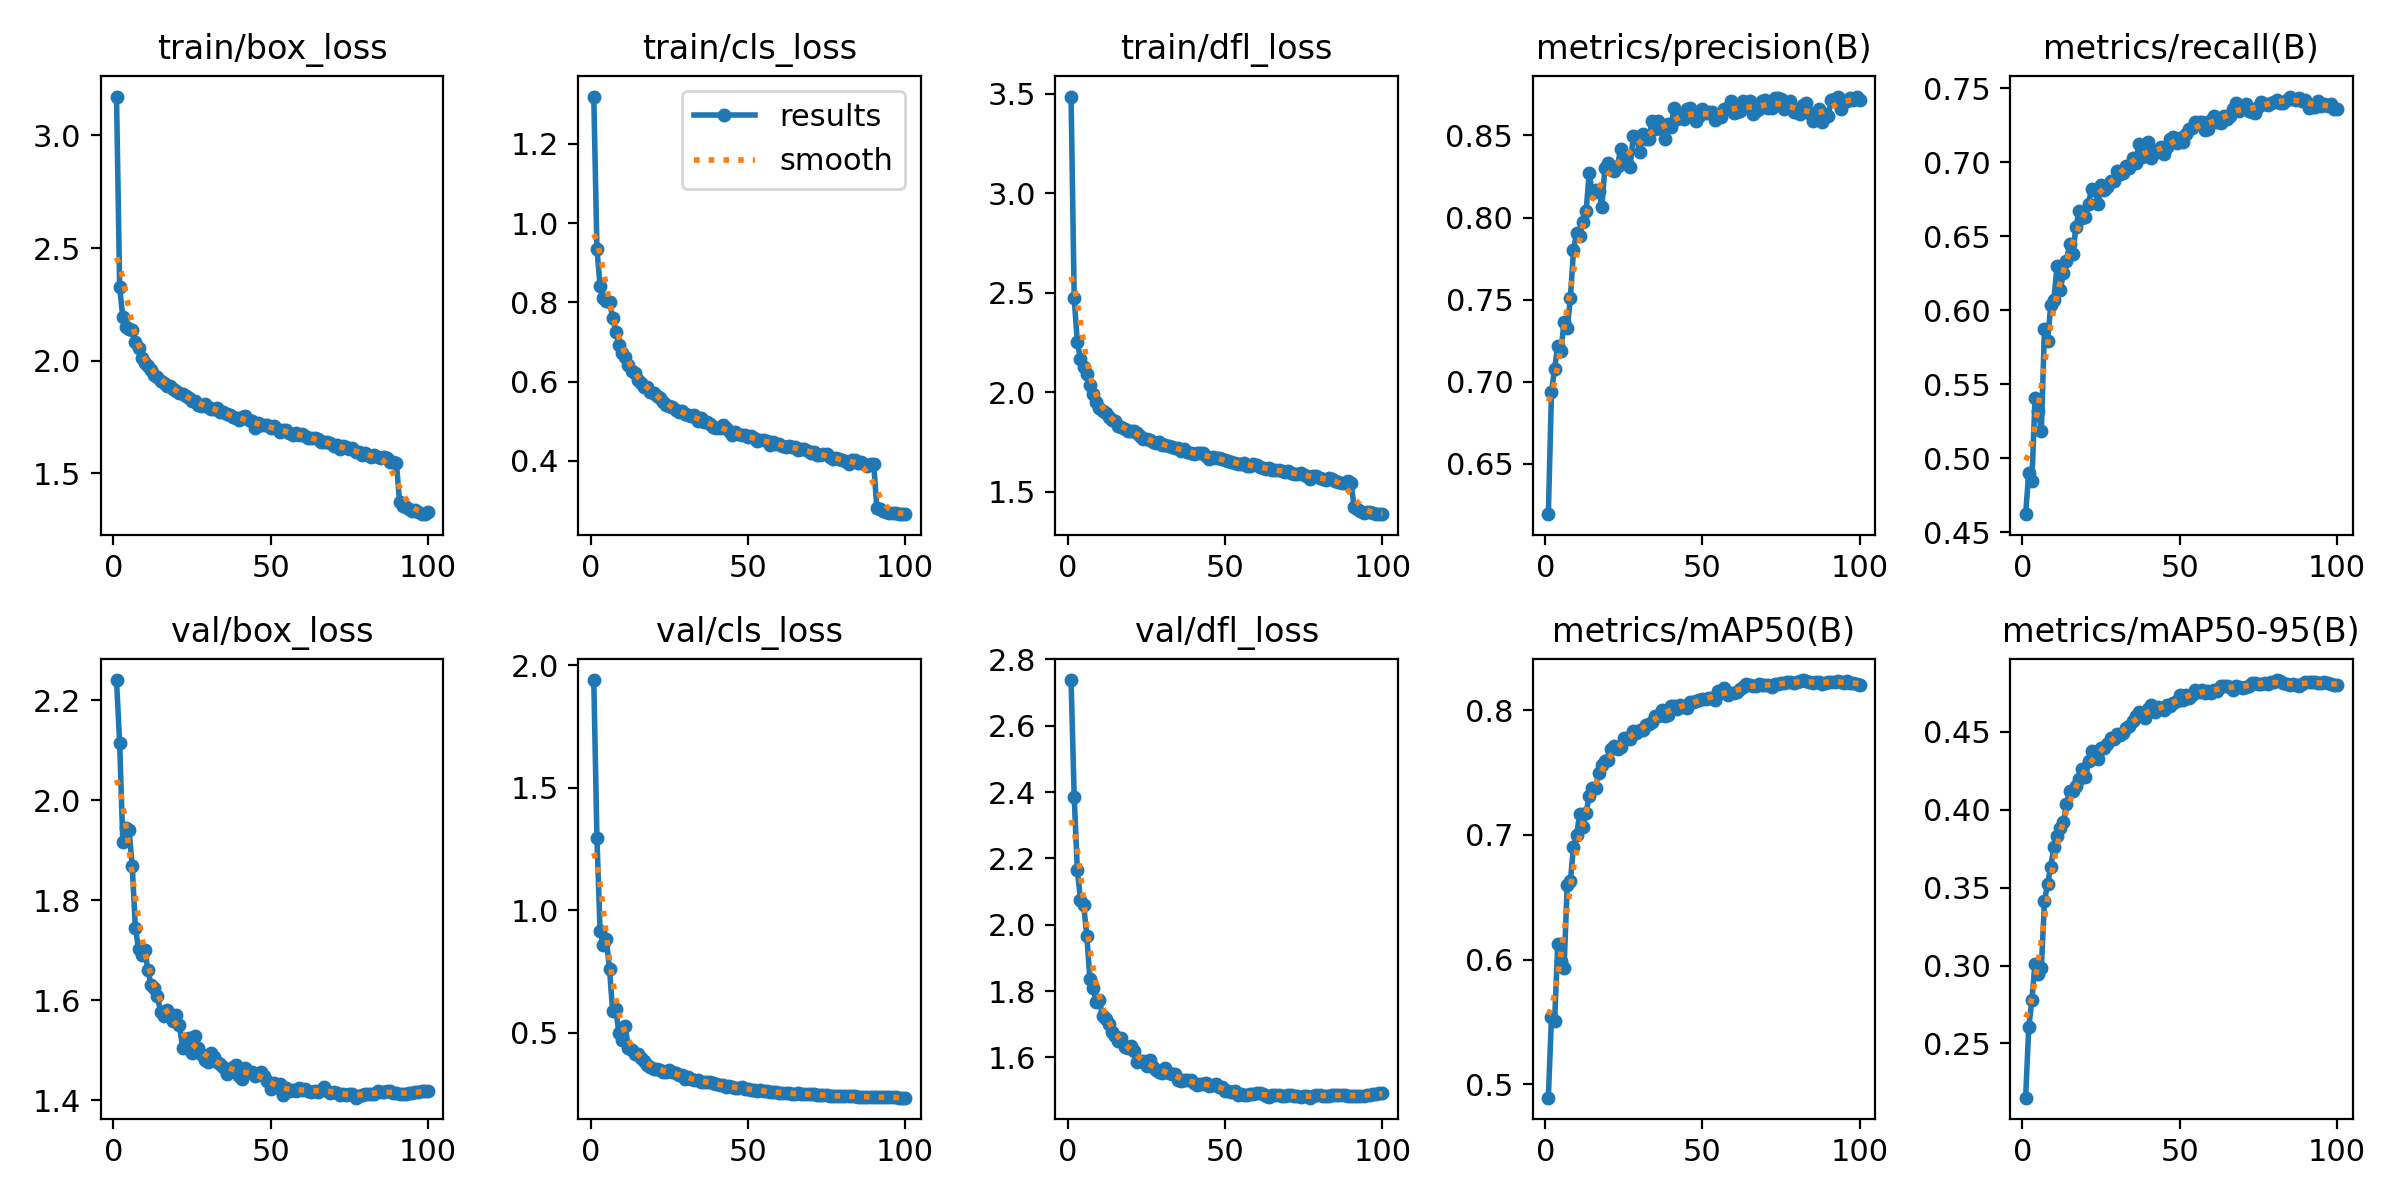 train/box_loss
3.0
2.5
2.0
1.5
0 50 100
train/cls_loss
results
smooth
1.2
1.0
0.8
0.6
0.4
0 50 100
train/dfl_loss
3.5
3.0
2.5
2.0
1.5
0 50 100
metrics/precision(B)
0.85
0.80
0.75
0.70
0.65
0 50 100
metrics/recall(B)
0.75
0.70
0.65
0.60
0.55
0.50
0.45
0 50 100
val/box_loss
2.2
2.0
1.8
1.6
1.4
0 50 100
val/cls_loss
2.0
1.5
1.0
0.5
0 50 100
val/dfl_loss
2.8
2.6
2.4
2.2
2.0
1.8
1.6
0 50 100
metrics/mAP50(B)
0.8
0.7
0.6
0.5
0 50 100
metrics/mAP50-95(B)
0.45
0.40
0.35
0.30
0.25
0 50 100